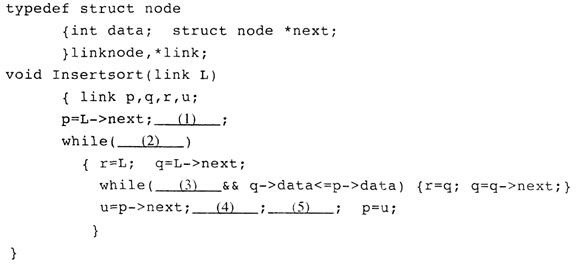 typedef struct node
{int data; struct node *next;
}linknode,*link;
void Insertsort(link L)
{ link p,q,r,u;
p=L->next;___(1)___;
while(___(2)___)
{ r=L; q=L->next;
while(___(3)___&& q->data<=p->data) {r=q; q=q->next;}
u=p->next;___(4)___;___(5)___; p=u;
}
}